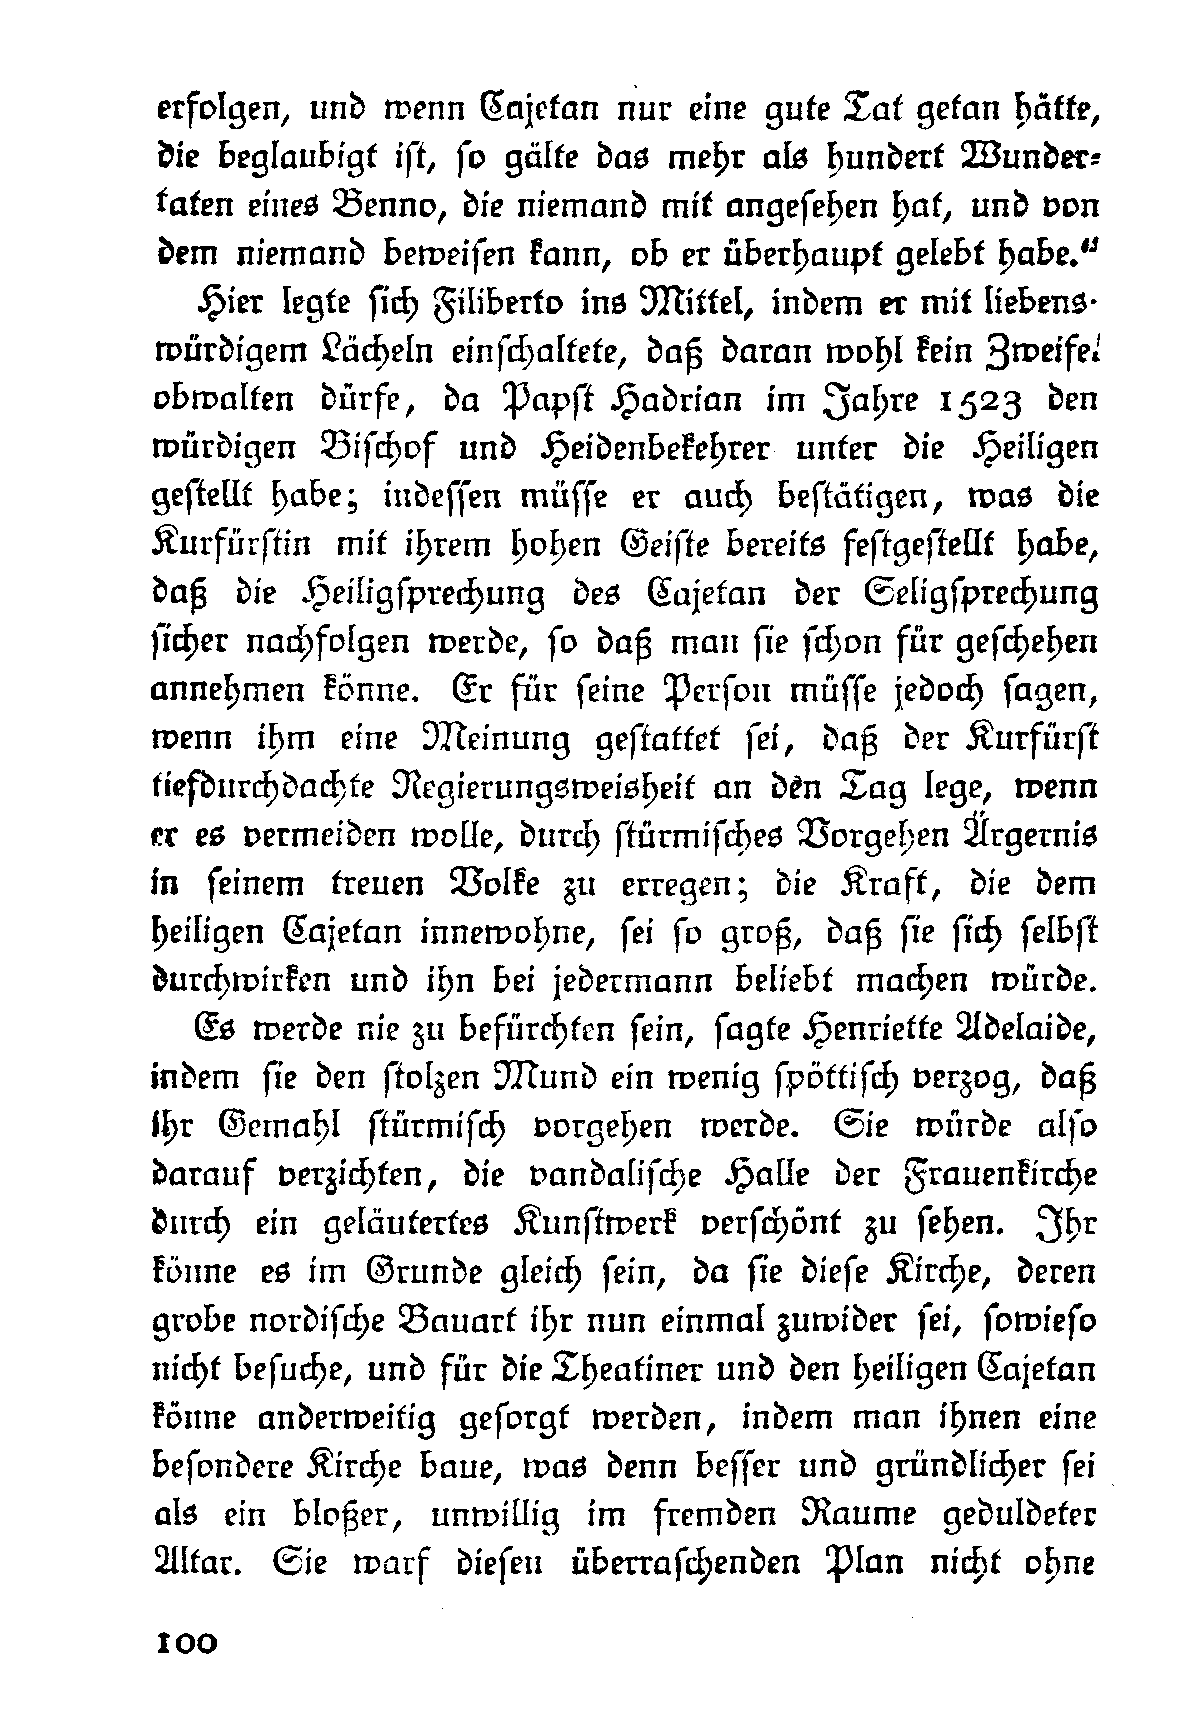 erfolgen, und wenn Cajetan nur eine gute Tat getan hätte,
die beglaubigt ist, so gälte das mehr als hundert Wunder-
taten eines Benno, die niemand mit angesehen hat, und von
dem niemand beweisen kann, ob er überhaupt gelebt habe.“
Hier legte sich Filiberto ins Mittel, indem er mit liebens-
würdigem Lächeln einschaltete, daß daran wohl kein Zweifel
obwalten dürfe, da Papst Hadrian im Jahre 1523 den
würdigen Bischof und Heidenbekehrer unter die Heiligen
gestellt habe; indessen müsse er auch bestätigen, was die
Kurfürstin mit ihrem hohen Geiste bereits festgestellt habe,
daß die Heiligsprechung des Cajetan der Seligsprechung
sicher nachfolgen werde, so daß man sie schon für geschehen
annehmen könne. Er für seine Person müsse jedoch sagen,
wenn ihm eine Meinung gestattet sei, daß der Kurfürst
tiefdurchdachte Regierungsweisheit an den Tag lege, wenn
er es vermeiden wolle, durch stürmisches Vorgehen Ärgernis
in seinem treuen Volke zu erregen; die Kraft, die dem
heiligen Cajetan innewohne, sei so groß, daß sie sich selbst
durchwirken und ihn bei jedermann beliebt machen würde.
Es werde nie zu befürchten sein, sagte Henriette Adelaide,
indem sie den stolzen Mund ein wenig spöttisch verzog, daß
ihr Gemahl stürmisch vorgehen werde. Sie würde also
darauf verzichten, die vandalische Halle der Frauenkirche
durch ein geläutertes Kunstwerk verschönt zu sehen. Ihr
könne es im Grunde gleich sein, da sie diese Kirche, deren
grobe nordische Bauart ihr nun einmal zuwider sei, sowieso
nicht besuche, und für die Theatiner und den heiligen Cajetan
könne anderweitig gesorgt werden, indem man ihnen eine
besondere Kirche baue, was denn besser und gründlicher sei
als ein bloßer, unwillig im fremden Raume geduldeter
Altar. Sie warf diesen überraschenden Plan nicht ohne
100